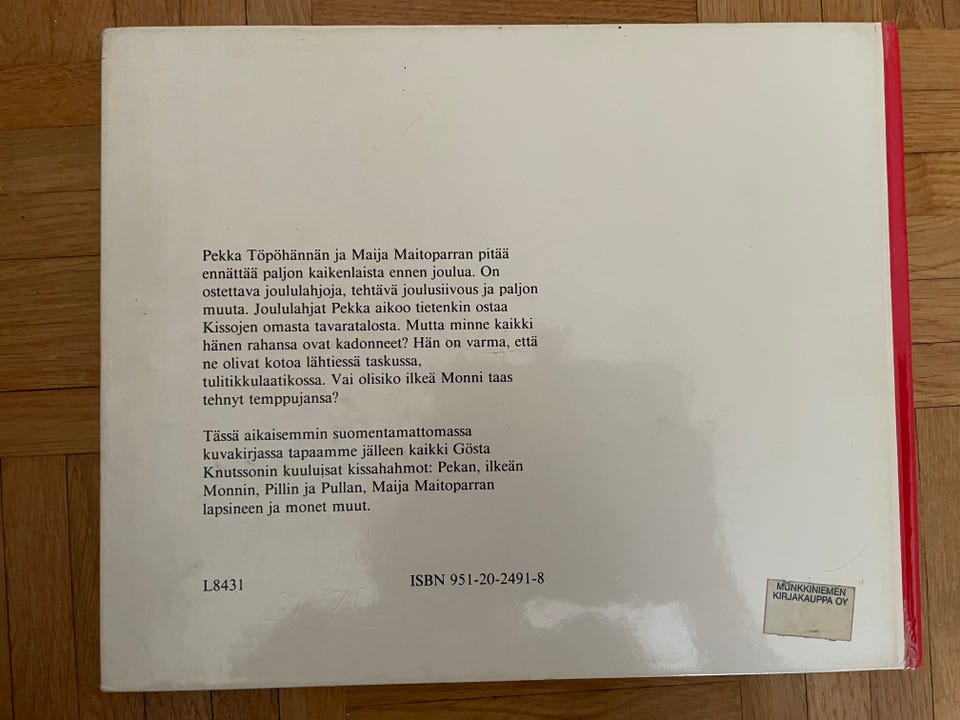 Pekka Töpöhännän ja Maija Maitoparran pitää
ennättää paljon kaikenlaista ennen joulua. On
ostettava joululahjoja, tehtävä joulusiivous ja paljon
muuta. Joululahjat Pekka aikoo tietenkin ostaa
Kissojen omasta tavaratalosta. Mutta minne kaikki
hänen rahansa ovat kadonneet? Hän on varma, että
ne olivat kotoa lähtiessä taskussa,
tulitikkulaatikossa. Vai olisiko ilkeä Monni taas
tehnyt temppujansa?
Tässä aikaisemmin suomentamattomassa
kuvakirjassa tapaamme jälleen kaikki Gösta
Knutssonin kuuluisat kissahahmot: Pekan, ilkeän
Monnin, Pillin ja Pullan, Maija Maitoparran
lapsineen ja monet muut.
L8431 ISBN 951-20-2491-8
MUNKKINIEMEN
KIRJAKAUPPA OY